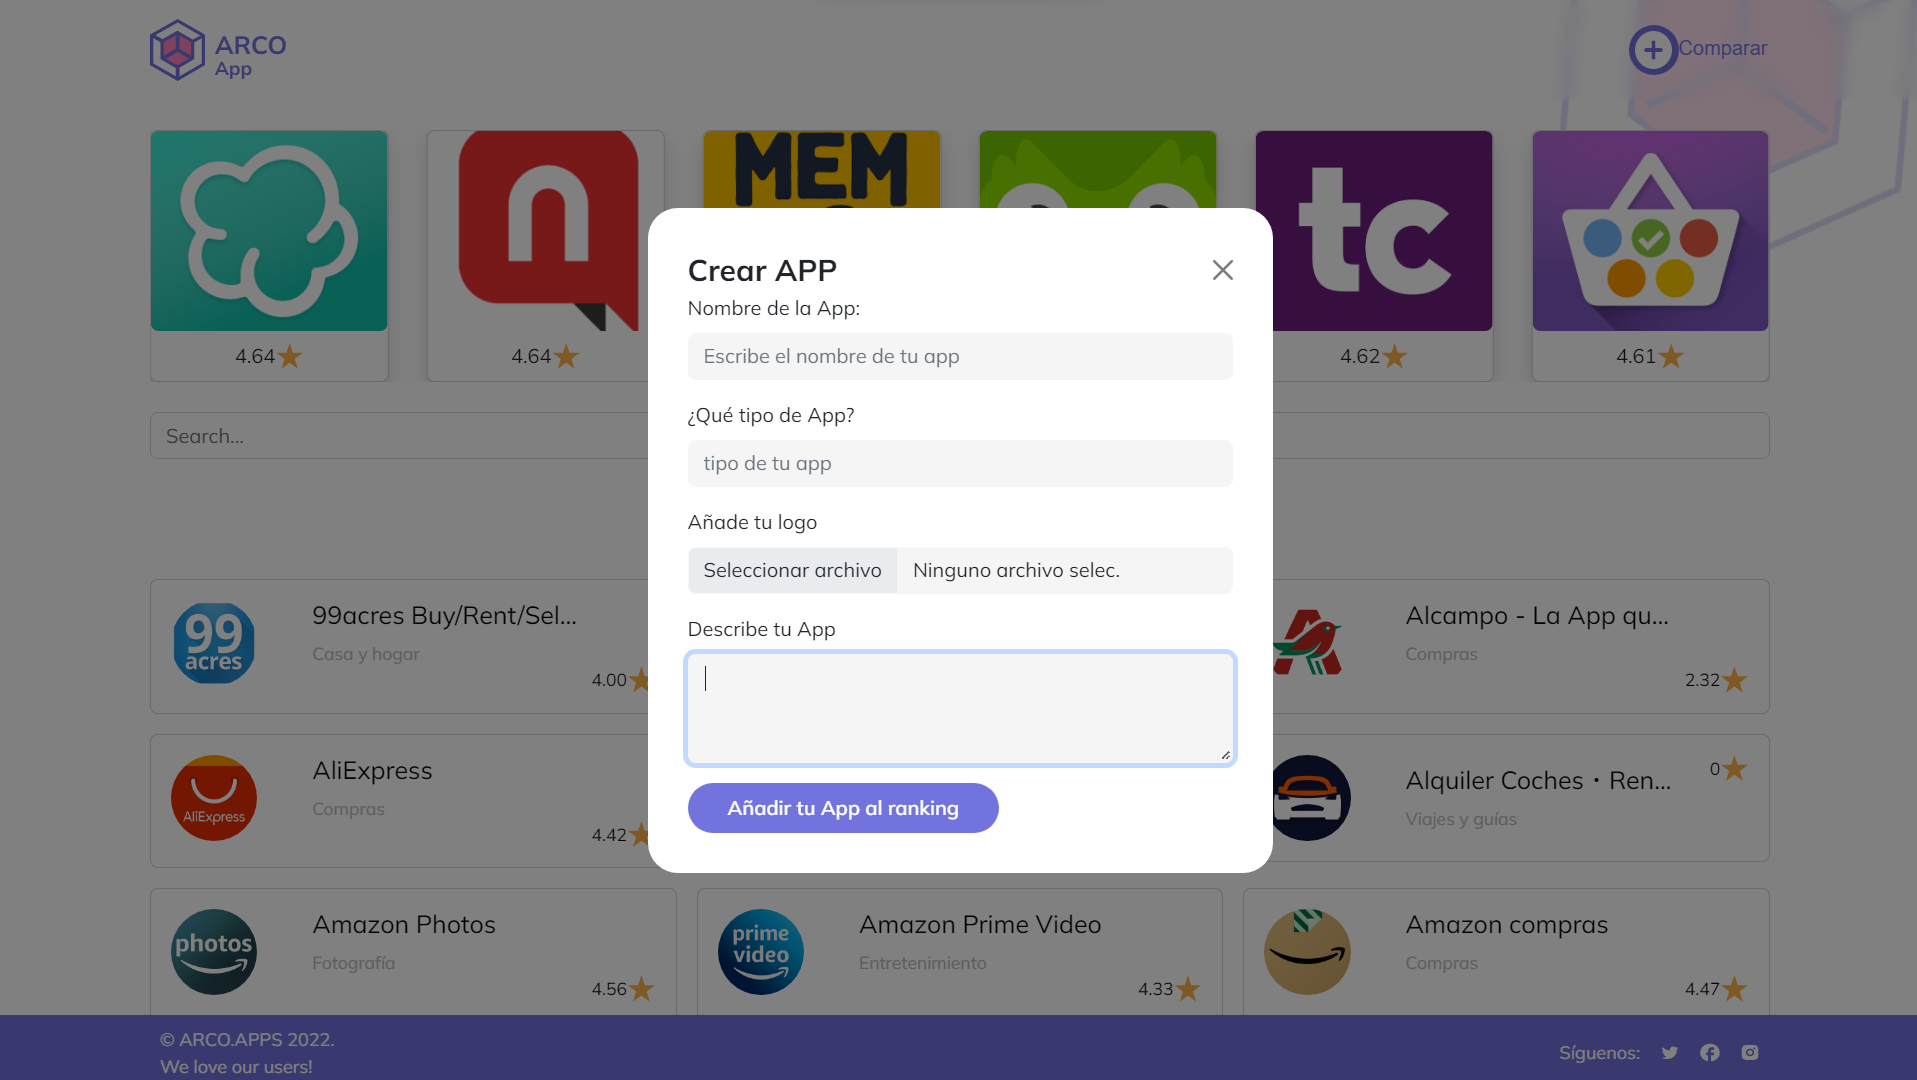 ARCO
App
Comparar
n
MEM
tc
4.64
4.64
4.62
4.61
Search...
Crear APP
Nombre de la App:
Escribe el nombre de tu app
¿Qué tipo de App?
tipo de tu app
Añade tu logo
Seleccionar archivo
Ninguno archivo selec.
Describe tu App
Añadir tu App al ranking
99
acres
99acres Buy/Rent/Sel...
Casa y hogar
4.00
Alcampo - La App qu...
Compras
2.32
AliExpress
AliExpress
Compras
4.42
Alquiler Coches・Ren...
Viajes y guías
0
photos
Amazon Photos
Fotografía
4.56
prime
video
Amazon Prime Video
Entretenimiento
4.33
Amazon compras
Compras
4.47
© ARCO.APPS 2022.
We love our users!
Síguenos: